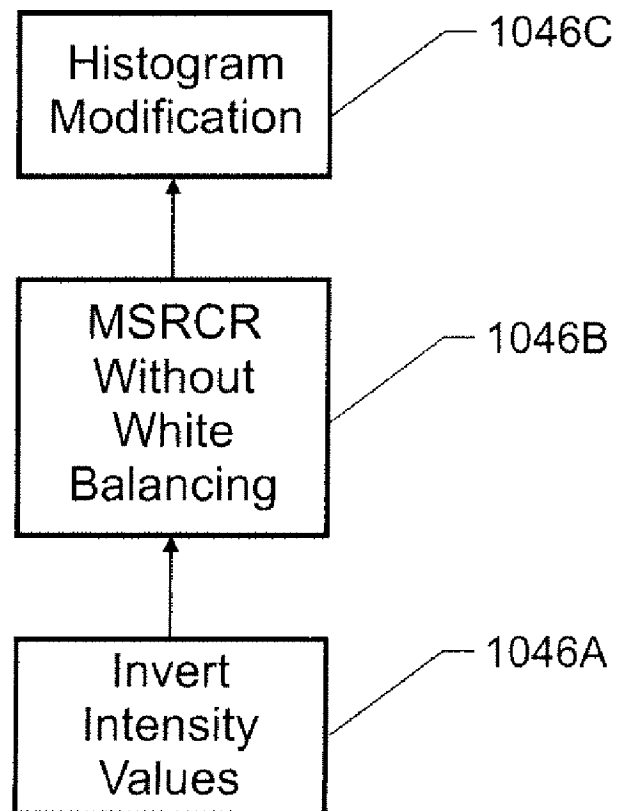 Histogram
Modification
1046C
MSRCR
Without
White
Balancing
1046B
Invert
Intensity
Values
1046A